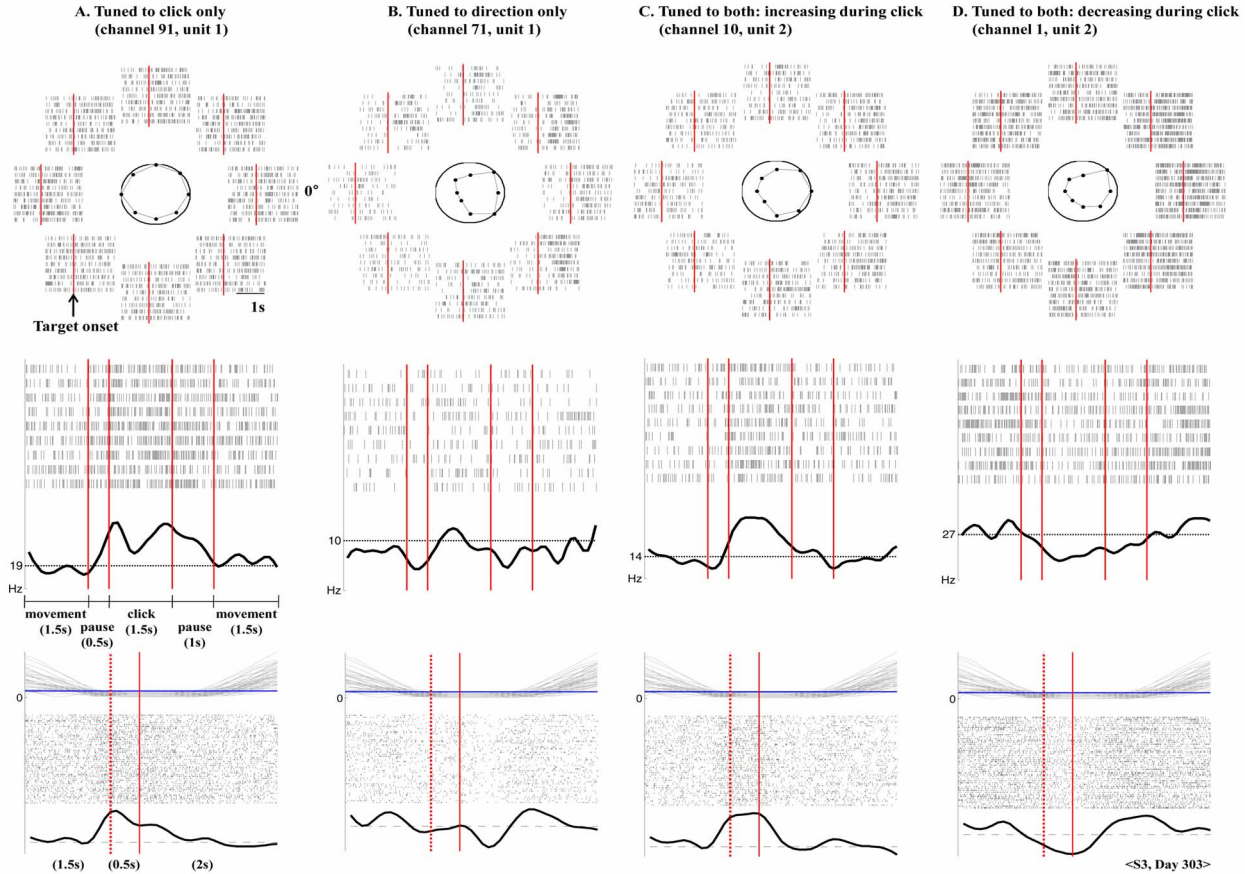 A. Tuned to click only
(channel 91, unit 1)
B. Tuned to direction only
(channel 71, unit 1)
C. Tuned to both: increasing during click
(channel 10, unit 2)
D. Tuned to both: decreasing during click
(channel 1, unit 2)
0°
1s
Target onset
19
Hz
10
Hz
14
Hz
27
Hz
movement
(1.5s)
pause
(0.5s)
click
(1.5s)
pause
(1s)
movement
(1.5s)
0
0
0
0
(1.5s)
(0.5s)
(2s)
<S3, Day 303>